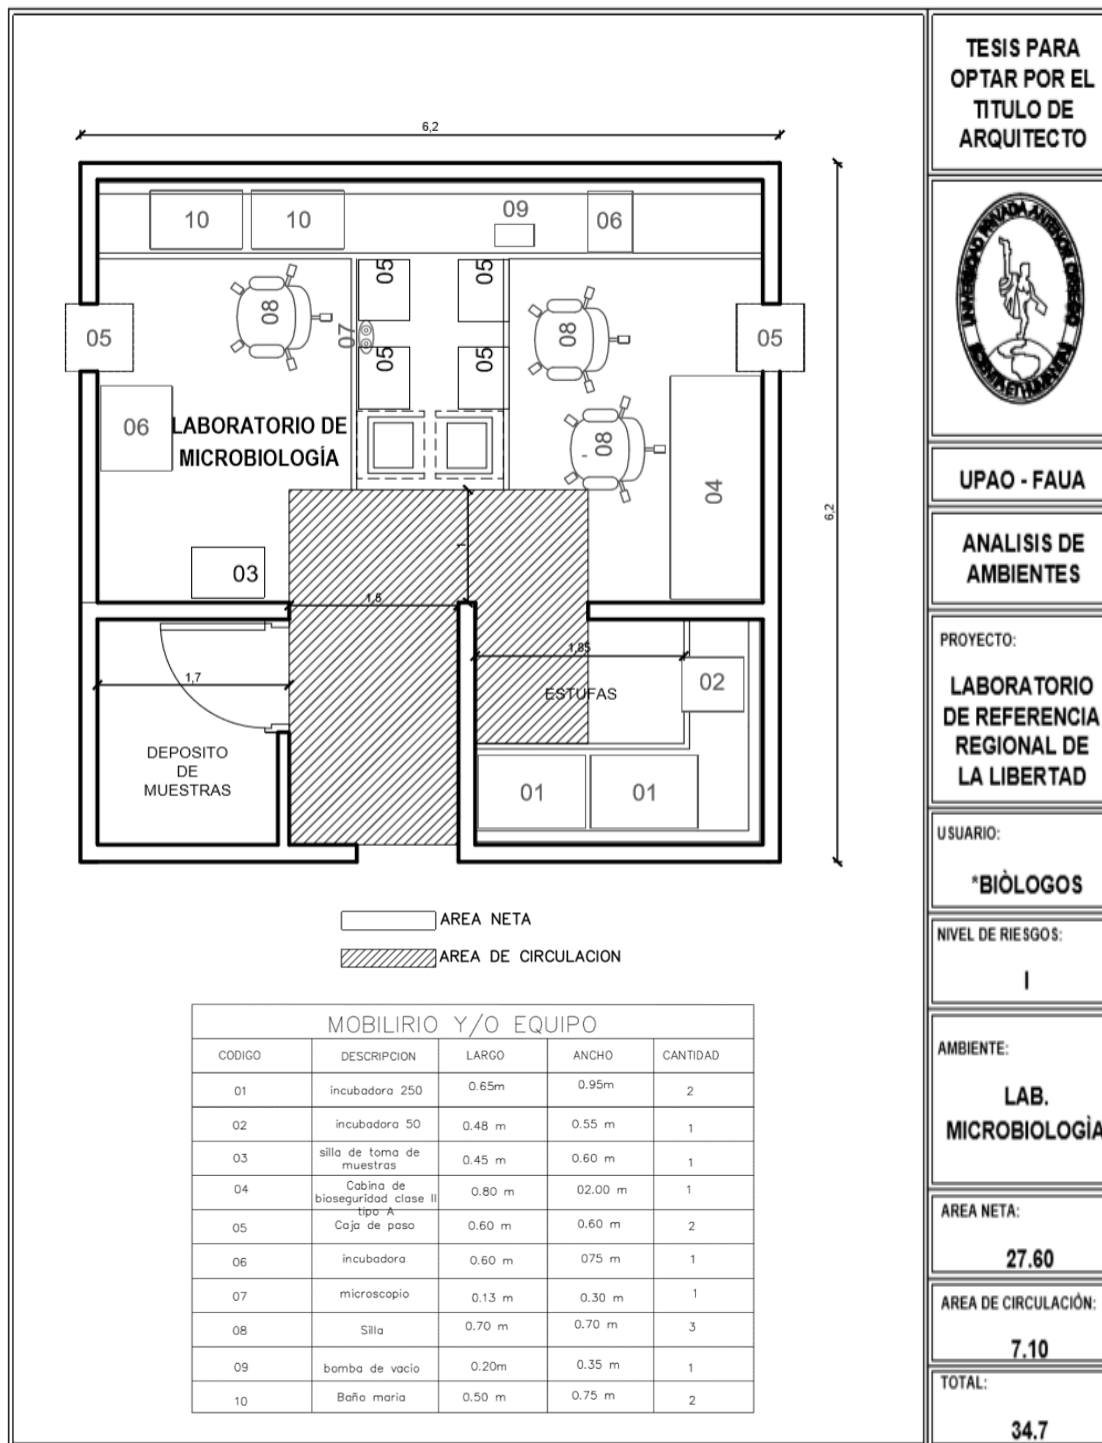 6,2
10
10
09
06
05
05
08
07
08
05
05
05
05
06
LABORATORIO DE
MICROBIOLOGÍA
08
04
6,2
1
03
1,5
1,7
1,85
ESTUFAS
02
DEPOSITO
DE
MUESTRAS
01
01
AREA NETA
AREA DE CIRCULACION
MOBILIRIO Y/O EQUIPO
CODIGO DESCRIPCION LARGO ANCHO CANTIDAD
01 incubadora 250 0.65m 0.95m 2
02 incubadora 50 0.48 m 0.55 m 1
03 silla de toma de
muestras 0.45 m 0.60 m 1
04 Cabina de
bioseguridad clase II
tipo A 0.80 m 02.00 m 1
05 Caja de paso 0.60 m 0.60 m 2
06 incubadora 0.60 m 075 m 1
07 microscopio 0.13 m 0.30 m 1
08 Silla 0.70 m 0.70 m 3
09 bomba de vacio 0.20m 0.35 m 1
10 Baño maria 0.50 m 0.75 m 2
TESIS PARA
OPTAR POR EL
TITULO DE
ARQUITECTO
UNIVERSIDAD PRIVADA ANTENOR ORREGO
UPAO - FAUA
ANALISIS DE
AMBIENTES
PROYECTO:
LABORATORIO
DE REFERENCIA
REGIONAL DE
LA LIBERTAD
USUARIO:
*BIÒLOGOS
NIVEL DE RIESGOS:
I
AMBIENTE:
LAB.
MICROBIOLOGÌA
AREA NETA:
27.60
AREA DE CIRCULACIÒN:
7.10
TOTAL:
34.7